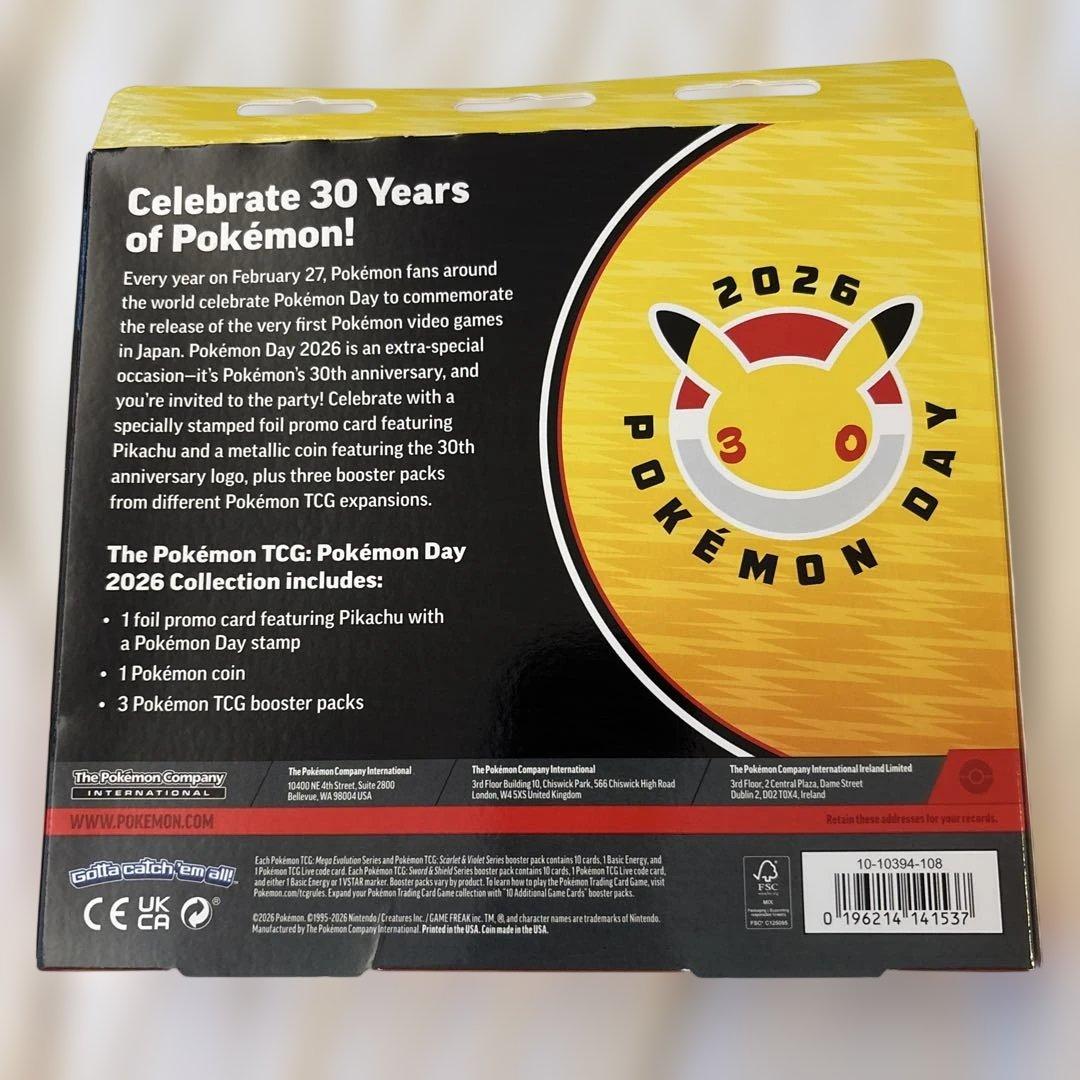 Celebrate 30 Years
of Pokémon!
Every year on February 27, Pokémon fans around
the world celebrate Pokémon Day to commemorate
the release of the very first Pokémon video games
in Japan. Pokémon Day 2026 is an extra-special
occasion—it's Pokémon's 30th anniversary, and
you're invited to the party! Celebrate with a
specially stamped foil promo card featuring
Pikachu and a metallic coin featuring the 30th
anniversary logo, plus three booster packs
from different Pokémon TCG expansions.
The Pokémon TCG: Pokémon Day
2026 Collection includes:
• 1 foil promo card featuring Pikachu with
a Pokémon Day stamp
• 1 Pokémon coin
• 3 Pokémon TCG booster packs
2026
30
POKÉMON DAY
The Pokémon Company
INTERNATIONAL
The Pokémon Company International
10400 NE 4th Street, Suite 2800
Bellevue, WA 98004 USA
The Pokémon Company International
3rd Floor Building 10, Chiswick Park, 566 Chiswick High Road
London, W4 5XS United Kingdom
The Pokémon Company International Ireland Limited
3rd Floor, 2 Central Plaza, Dame Street
Dublin 2, D02 T0X4, Ireland
WWW.POKEMON.COM
Retain these addresses for your records.
Gotta catch 'em all!™
CE UK
CA ®
Each Pokémon TCG: Mega Evolution Series and Pokémon TCG: Scarlet & Violet Series booster pack contains 10 cards, 1 Basic Energy, and
1 Pokémon TCG Live code card. Each Pokémon TCG: Sword & Shield Series booster pack contains 10 cards, 1 Pokémon TCG Live code card,
and either 1 Basic Energy or 1 VSTAR marker. Booster packs vary by product. To learn how to play the Pokémon Trading Card Game, visit
Pokemon.com/tcgrules. Expand your Pokémon Trading Card Game collection with "10 Additional Game Cards" booster packs.
©2026 Pokémon. ©1995-2026 Nintendo / Creatures Inc. / GAME FREAK inc. TM, ®, and character names are trademarks of Nintendo.
Manufactured by The Pokémon Company International. Printed in the USA. Coin made in the USA.
FSC
www.fsc.org
MIX
Packaging | Supporting
responsible forestry
FSC® C125055
10-10394-108
0 196214 141537